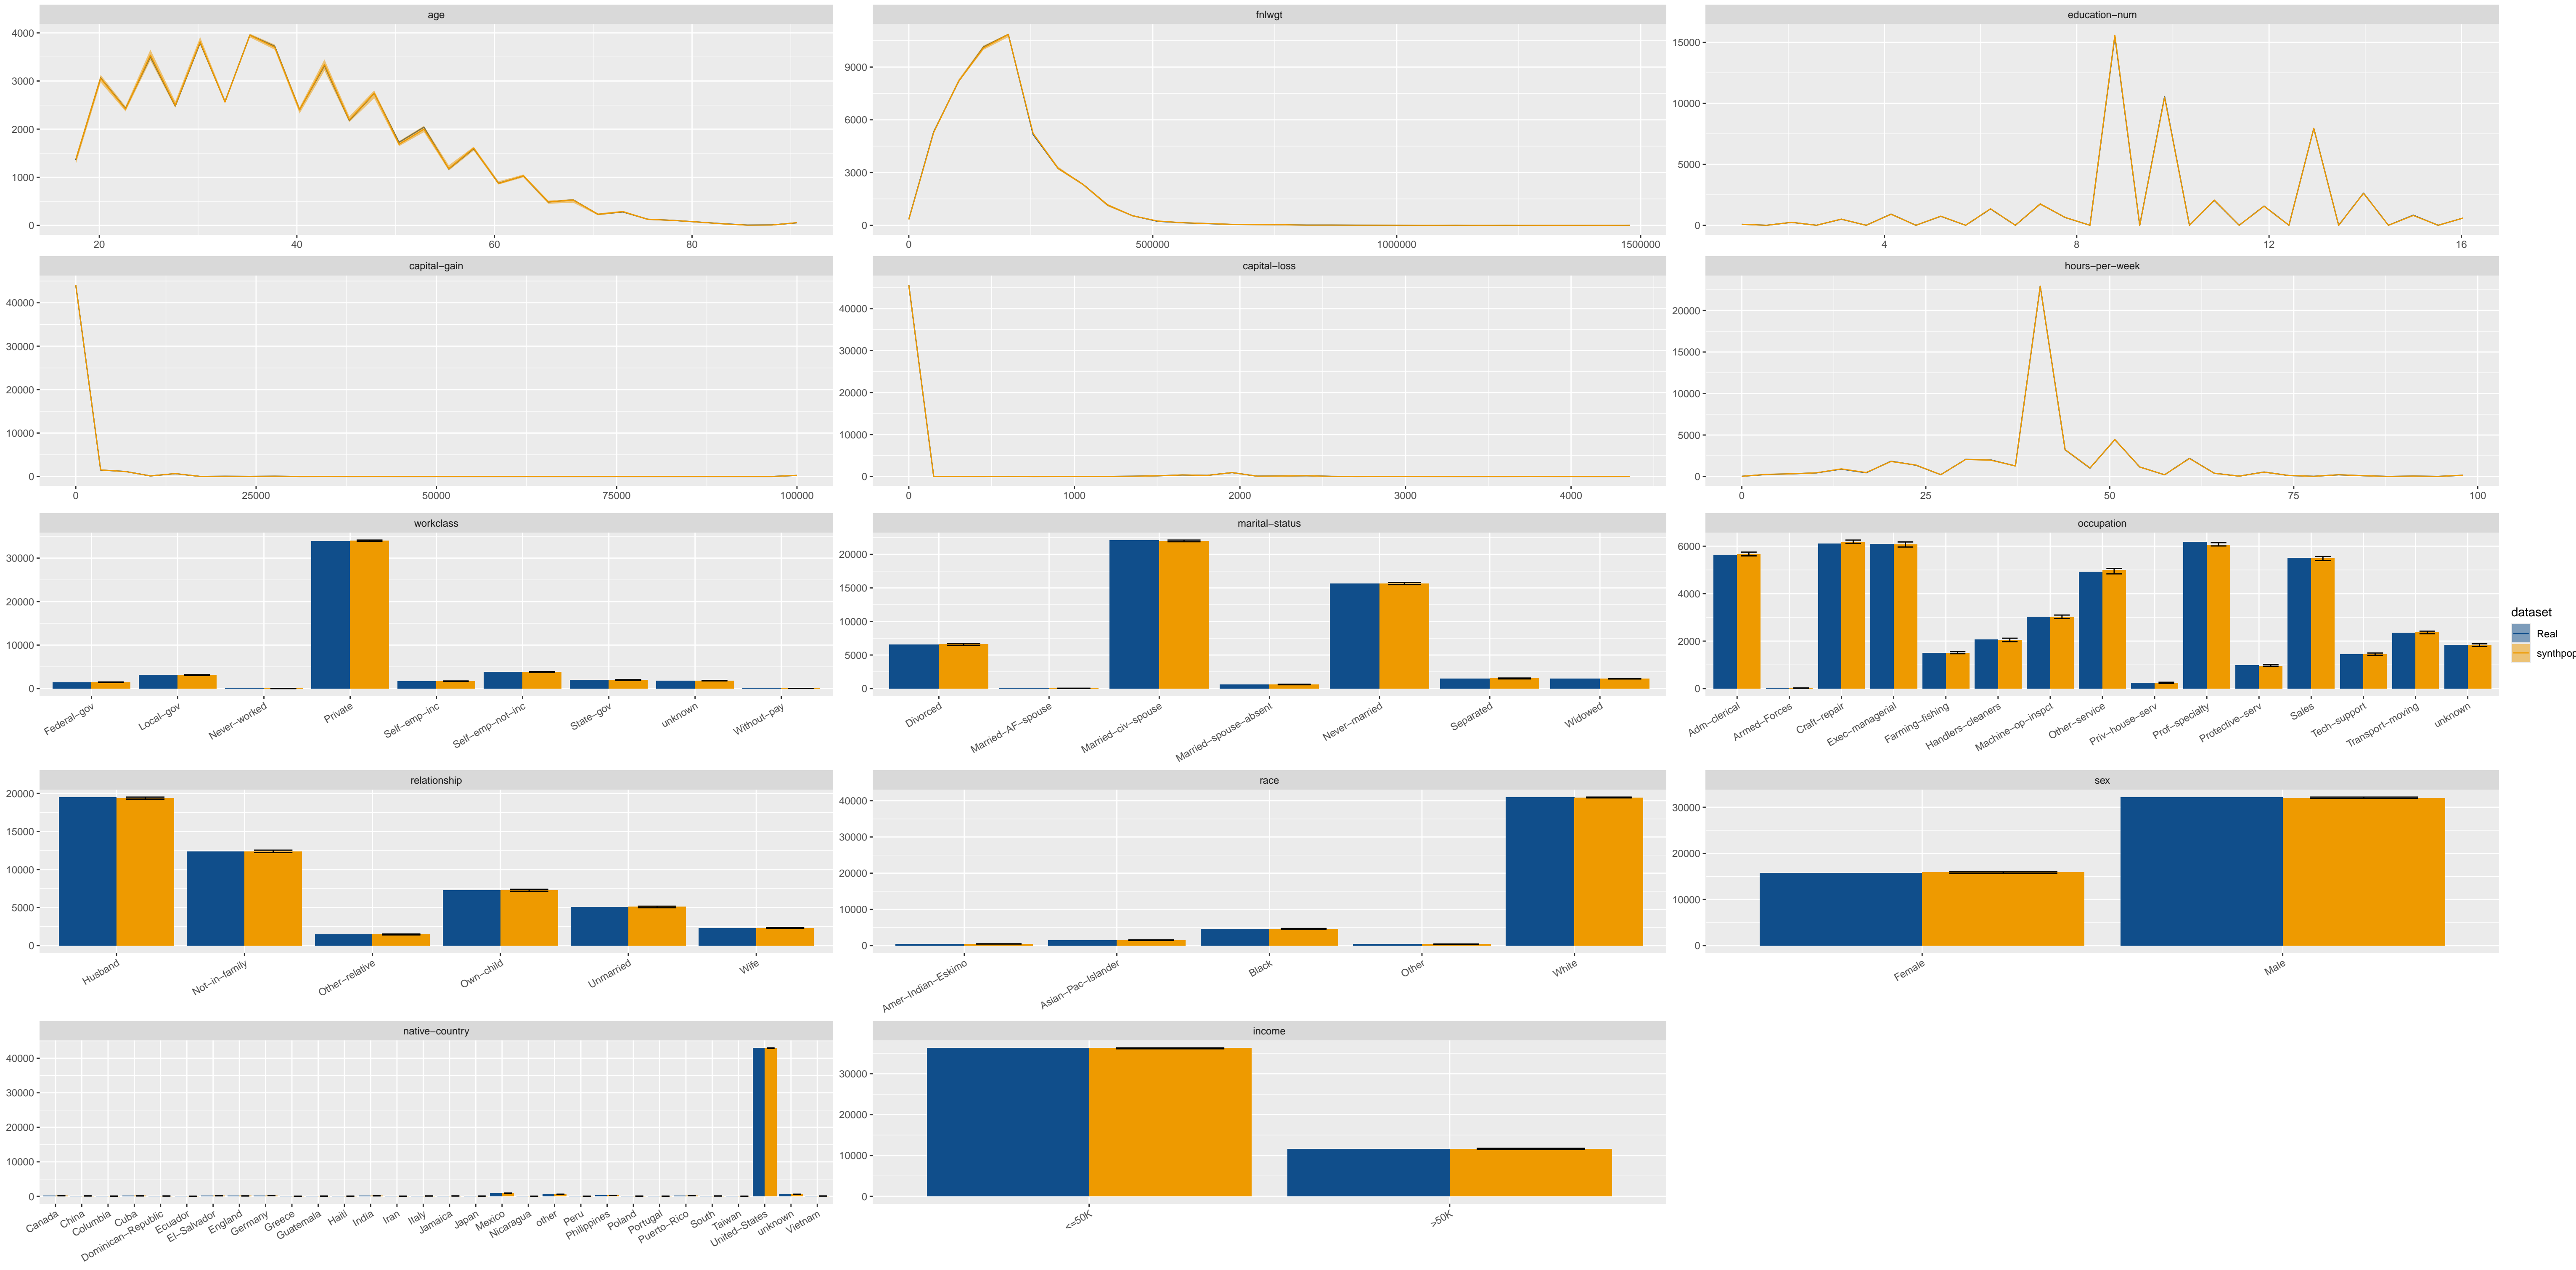 age
fnlwgt
education−num
4000
3000
2000
1000
0
20
40
60
80
9000
6000
3000
0
0
500000
1000000
1500000
15000
10000
5000
0
4
8
12
16
capital−gain
capital−loss
hours−per−week
40000
30000
20000
10000
0
0
25000
50000
75000
100000
40000
30000
20000
10000
0
0
1000
2000
3000
4000
20000
15000
10000
5000
0
0
25
50
75
100
workclass
marital−status
occupation
30000
20000
10000
0
Federal−gov
Local−gov
Never−worked
Private
Self−emp−inc
Self−emp−not−inc
State−gov
unknown
Without−pay
20000
15000
10000
5000
0
Divorced
Married−AF−spouse
Married−civ−spouse
Married−spouse−absent
Never−married
Separated
Widowed
6000
4000
2000
0
Adm−clerical
Armed−Forces
Craft−repair
Exec−managerial
Farming−fishing
Handlers−cleaners
Machine−op−inspct
Other−service
Priv−house−serv
Prof−specialty
Protective−serv
Sales
Tech−support
Transport−moving
unknown
dataset
Real
synthpop
relationship
race
sex
20000
15000
10000
5000
0
Husband
Not−in−family
Other−relative
Own−child
Unmarried
Wife
40000
30000
20000
10000
0
Amer−Indian−Eskimo
Asian−Pac−Islander
Black
Other
White
30000
20000
10000
0
Female
Male
native−country
income
40000
30000
20000
10000
0
Canada
China
Columbia
Cuba
Dominican−Republic
Ecuador
El−Salvador
England
Germany
Greece
Guatemala
Haiti
India
Iran
Italy
Jamaica
Japan
Mexico
Nicaragua
other
Peru
Philippines
Poland
Portugal
Puerto−Rico
South
Taiwan
United−States
unknown
Vietnam
30000
20000
10000
0
<=50K
>50K